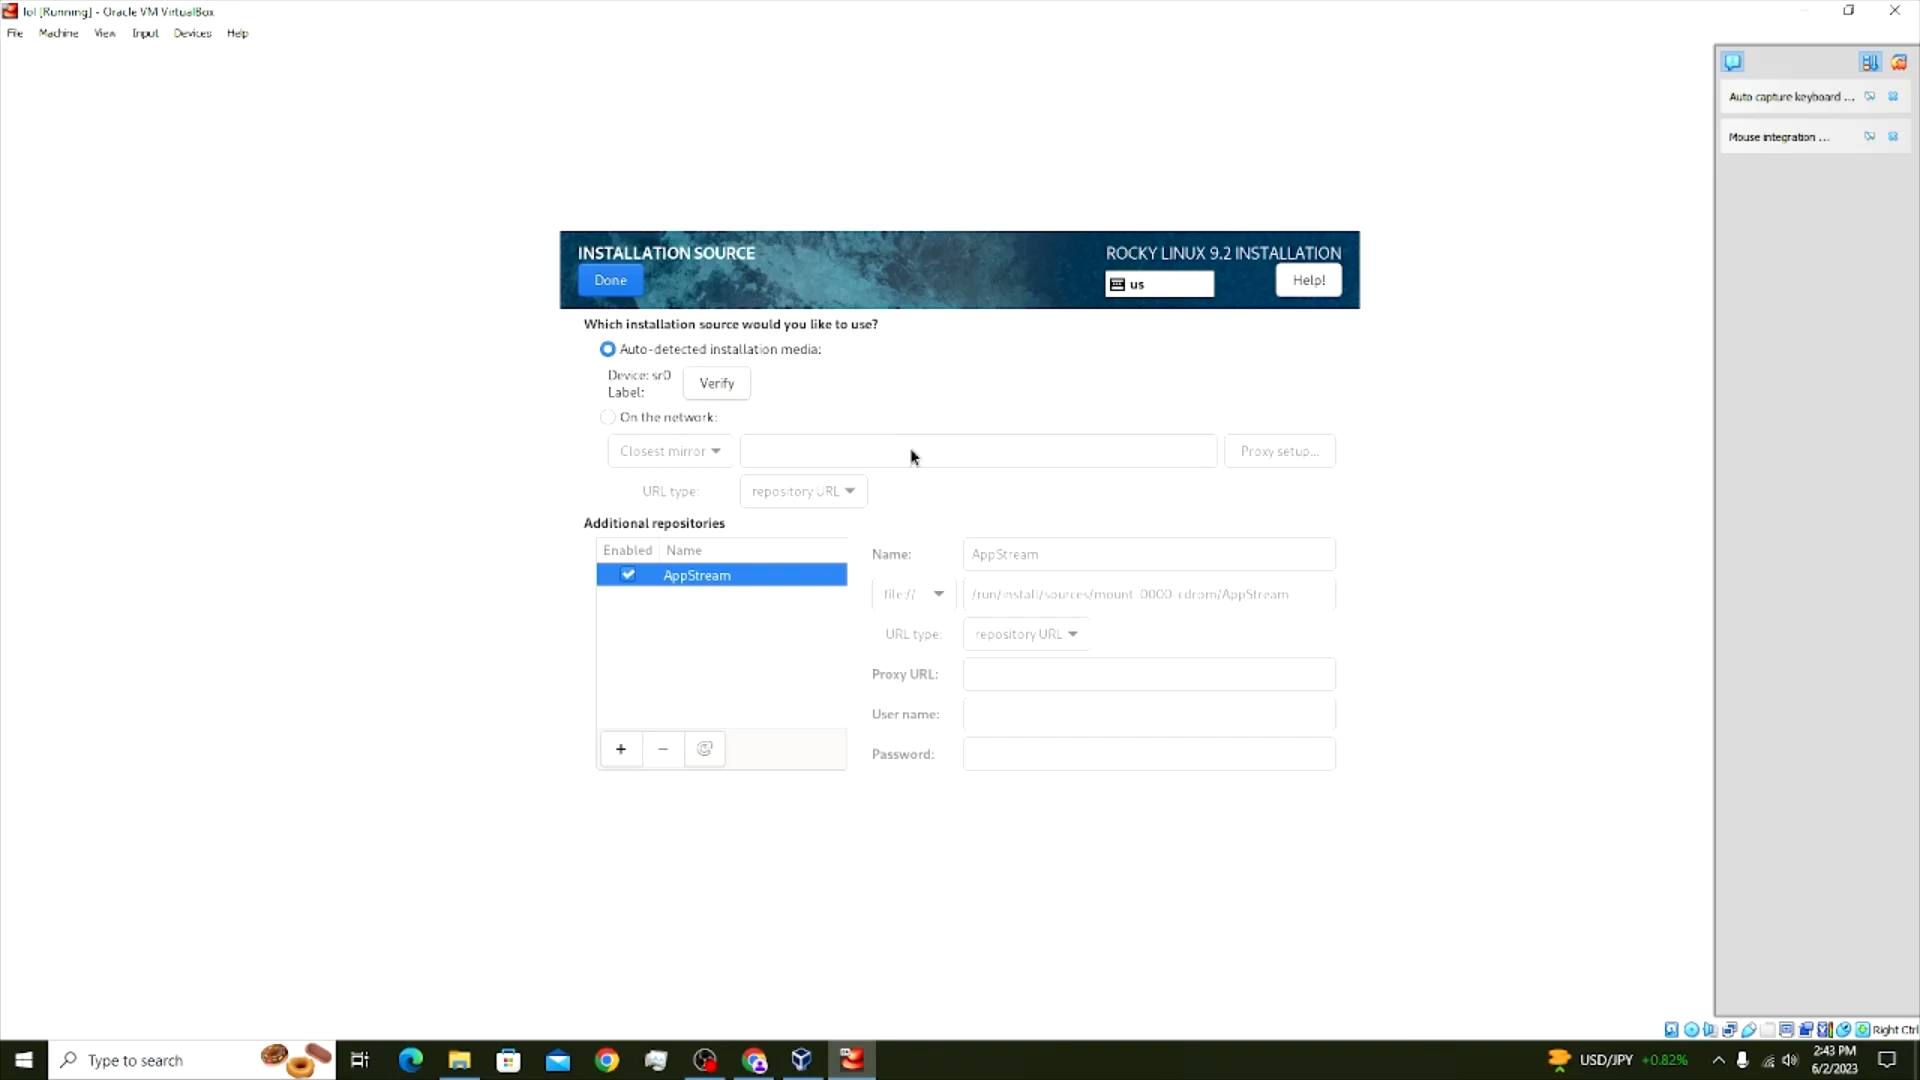 lol [Running] - Oracle VM VirtualBox
File Machine View Input Devices Help
Auto capture keyboard ...
Mouse integration ...
INSTALLATION SOURCE
ROCKY LINUX 9.2 INSTALLATION
Done
us
Help!
Which installation source would you like to use?
Auto-detected installation media:
Device: sr0
Label:
Verify
On the network:
Closest mirror
Proxy setup...
URL type:
repository URL
Additional repositories
Enabled Name
AppStream
Name:
AppStream
file://
/run/install/sources/mount-0000-cdrom/AppStream
URL type:
repository URL
Proxy URL:
User name:
Password:
Right Ctrl
Type to search
USD/JPY +0.82%
2:43 PM
6/2/2023